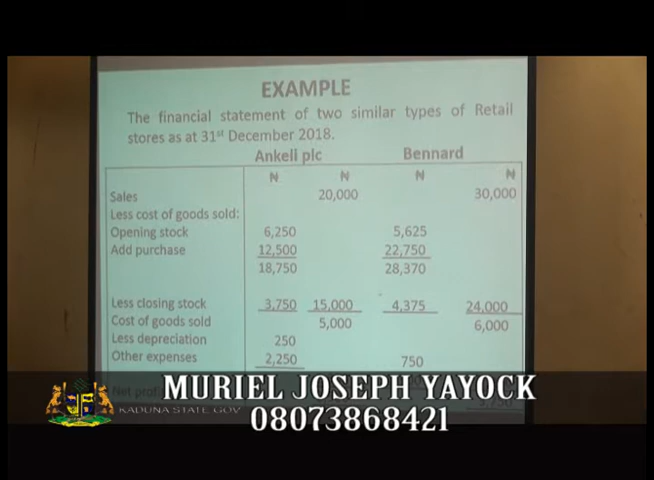 EXAMPLE
The financial statement of two similar types of Retail
stores as at 31st December 2018.
Ankeli plc Bennard
₦ ₦ ₦ ₦
Sales 20,000 30,000
Less cost of goods sold:
Opening stock 6,250 5,625
Add purchase 12,500 22,750
18,750 28,370
Less closing stock 3,750 15,000 4,375 24,000
Cost of goods sold 5,000 6,000
Less depreciation 250
Other expenses 2,250 750
Net
MURIEL JOSEPH YAYOCK
KADUNA STATE GOV
08073868421